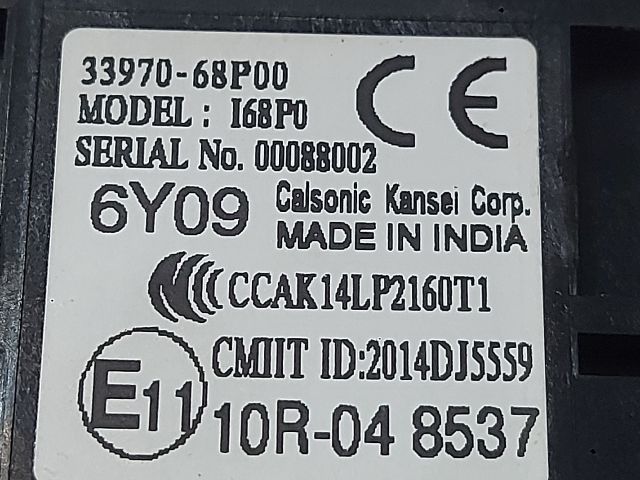 33970-68P00
MODEL : I68P0
SERIAL No. 00088002
CE
6Y09
Calsonic Kansei Corp.
MADE IN INDIA
CCAK14LP2160T1
CMIIT ID:2014DJ5559
E11
10R-04 8537